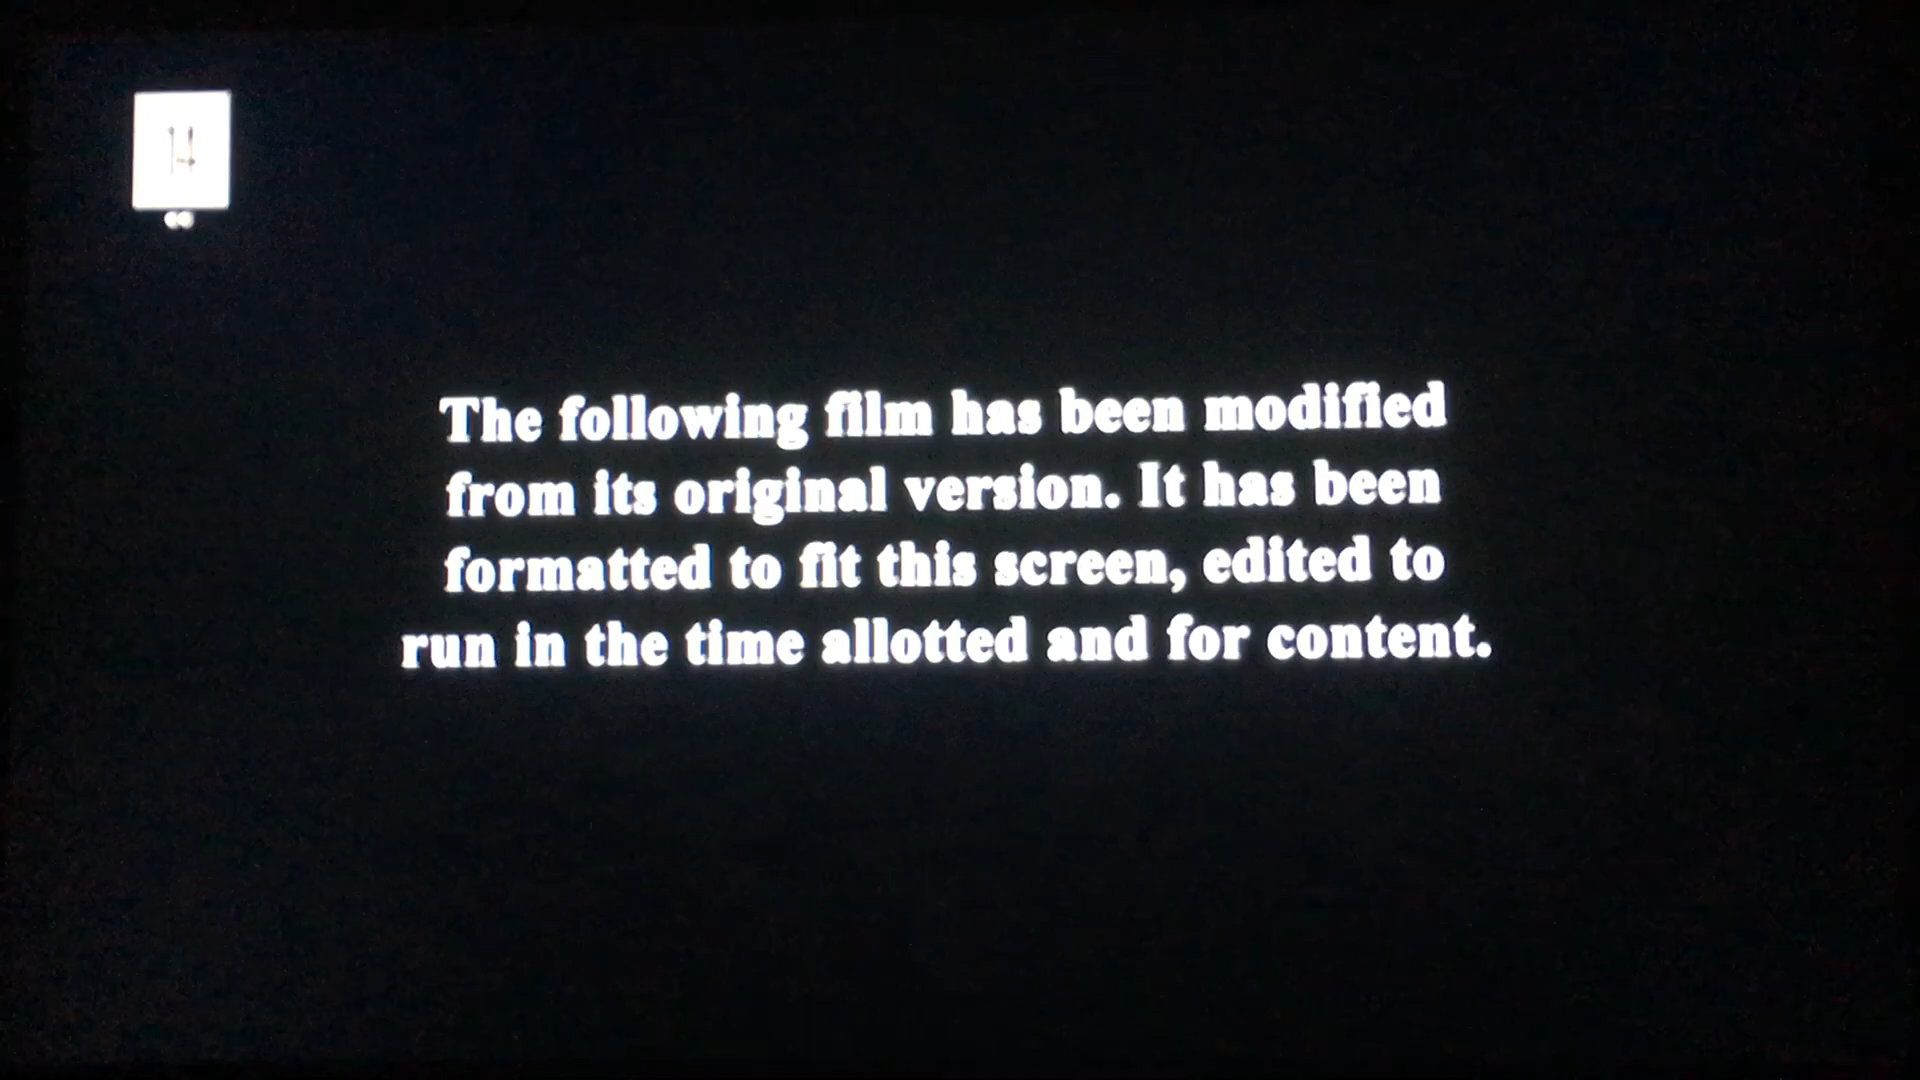 The following film has been modified
from its original version. It has been
formatted to fit this screen, edited to
run in the time allotted and for content.